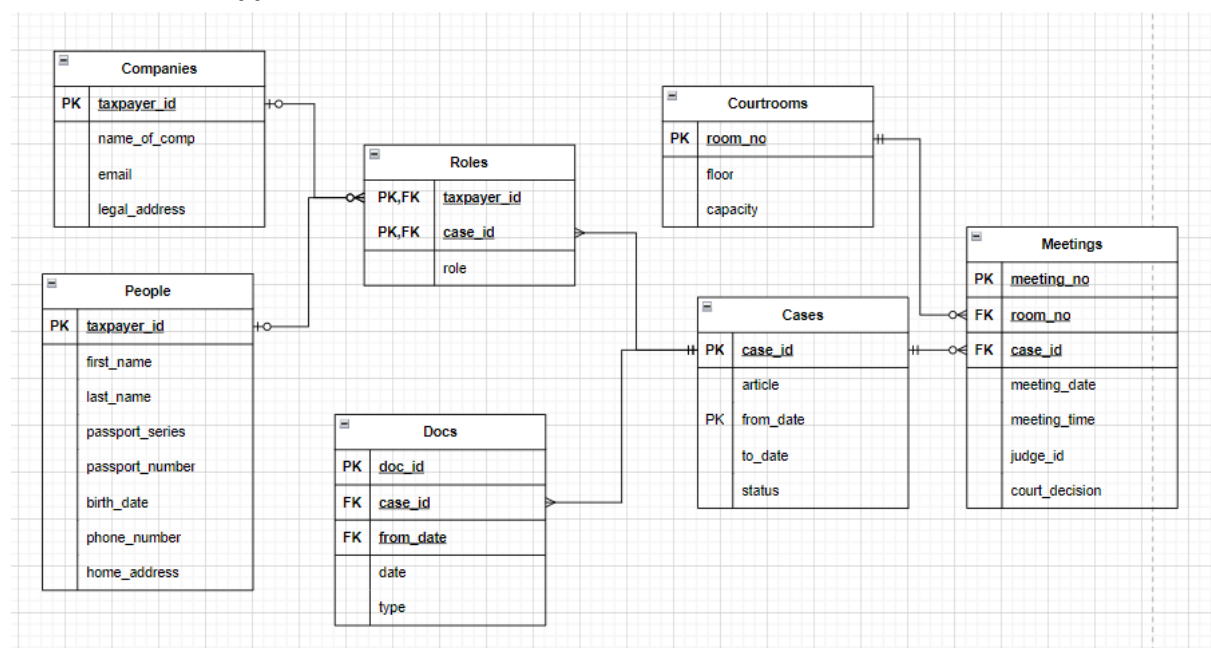 Companies
PK taxpayer_id
name_of_comp
email
legal_address
People
PK taxpayer_id
first_name
last_name
passport_series
passport_number
birth_date
phone_number
home_address
Roles
PK,FK taxpayer_id
PK,FK case_id
role
Docs
PK doc_id
FK case_id
FK from_date
date
type
Courtrooms
PK room_no
floor
capacity
Cases
PK case_id
article
PK from_date
to_date
status
Meetings
PK meeting_no
FK room_no
FK case_id
meeting_date
meeting_time
judge_id
court_decision